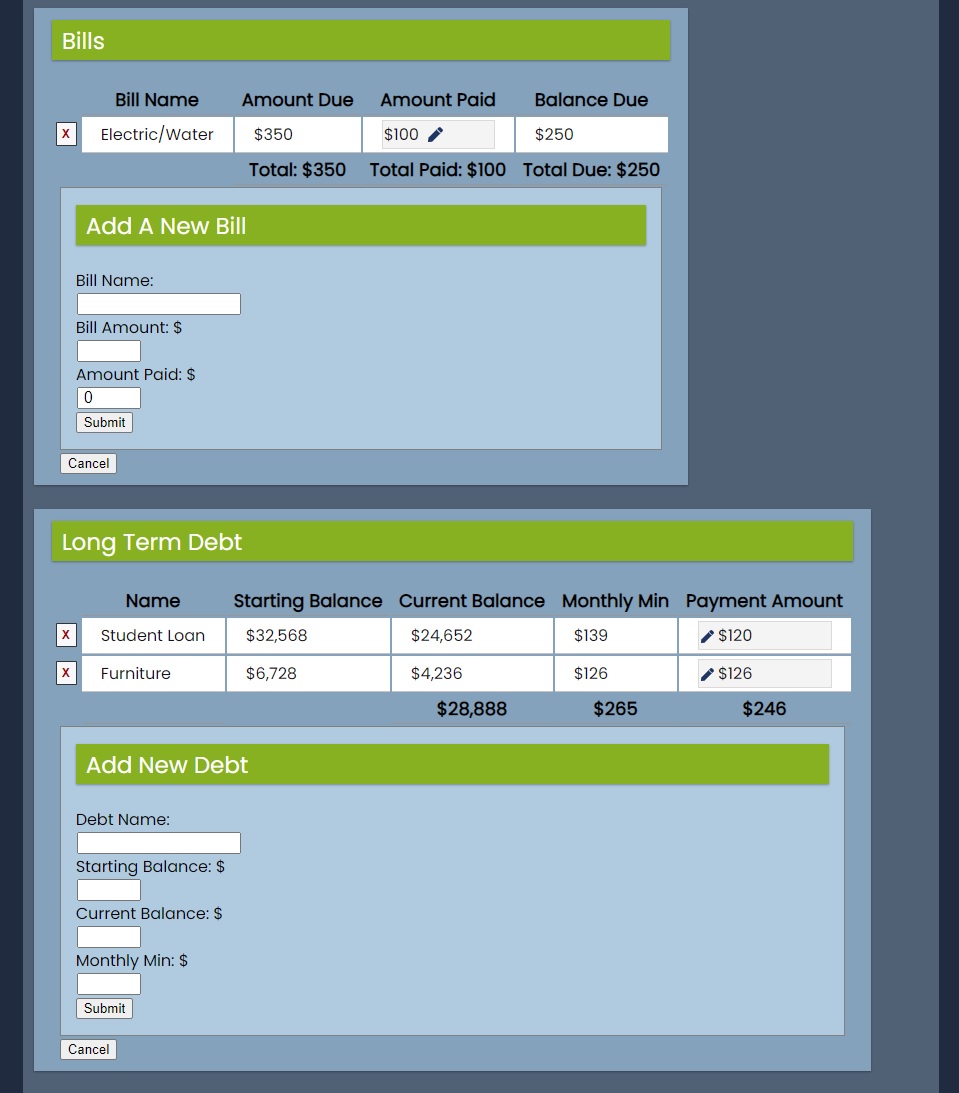 Bills
Bill Name Amount Due Amount Paid Balance Due
X Electric/Water $350 $100 $250
Total: $350 Total Paid: $100 Total Due: $250
Add A New Bill
Bill Name:
Bill Amount: $
Amount Paid: $
0
Submit
Cancel
Long Term Debt
Name Starting Balance Current Balance Monthly Min Payment Amount
X Student Loan $32,568 $24,652 $139 $120
X Furniture $6,728 $4,236 $126 $126
$28,888 $265 $246
Add New Debt
Debt Name:
Starting Balance: $
Current Balance: $
Monthly Min: $
Submit
Cancel